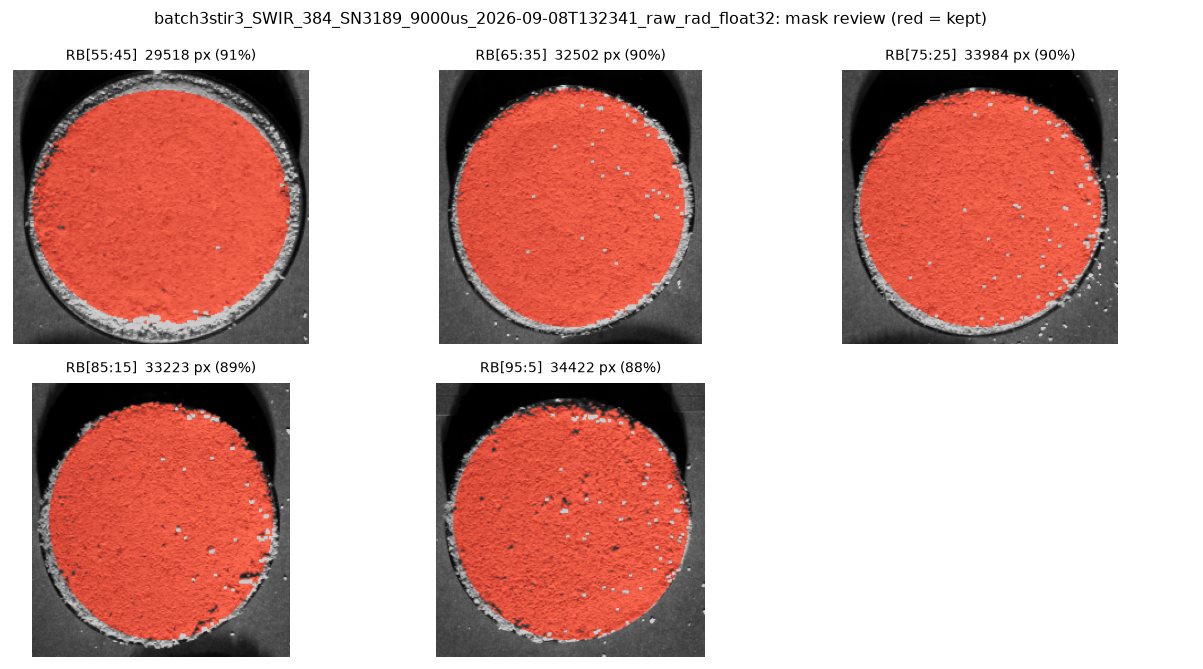 batch3stir3_SWIR_384_SN3189_9000us_2026-09-08T132341_raw_rad_float32: mask review (red = kept)
RB[55:45]  29518 px (91%)
RB[65:35]  32502 px (90%)
RB[75:25]  33984 px (90%)
RB[85:15]  33223 px (89%)
RB[95:5]  34422 px (88%)